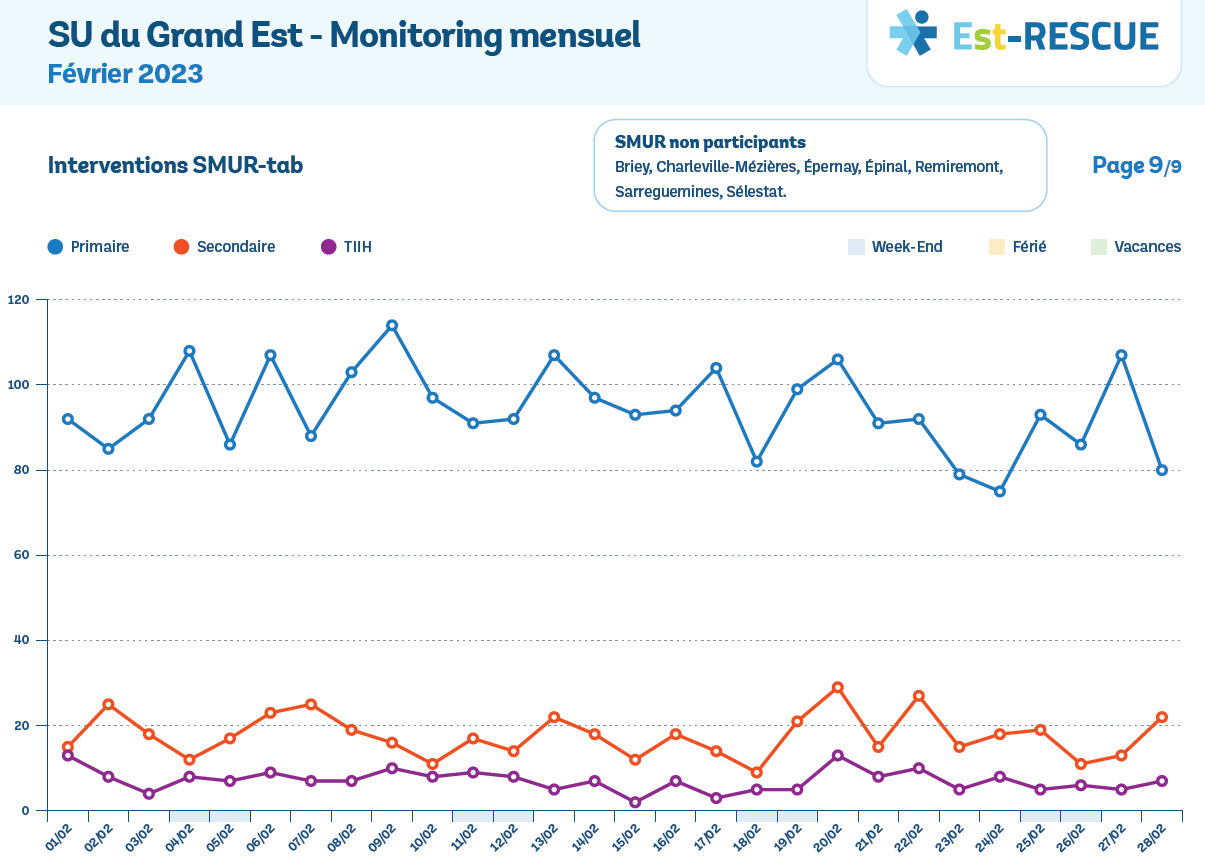 SU du Grand Est - Monitoring mensuel
Février 2023
Est-RESCUE
Interventions SMUR-tab
SMUR non participants
Briey, Charleville-Mézières, Épernay, Épinal, Remiremont,
Sarreguemines, Sélestat.
Page 9/9
Primaire
Secondaire
TIIH
Week-End
Férié
Vacances
120
100
80
60
40
20
0
01/02
02/02
03/02
04/02
05/02
06/02
07/02
08/02
09/02
10/02
11/02
12/02
13/02
14/02
15/02
16/02
17/02
18/02
19/02
20/02
21/02
22/02
23/02
24/02
25/02
26/02
27/02
28/02